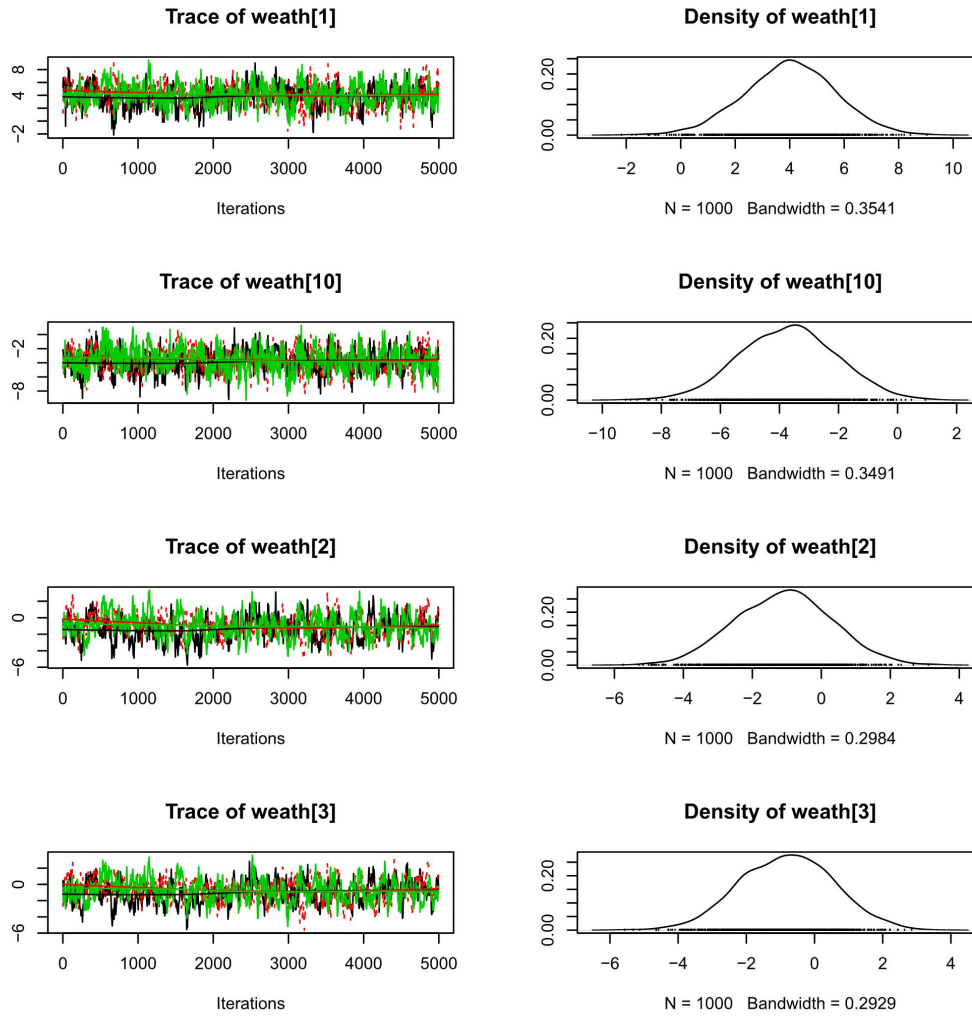 Trace of weath[1]
Density of weath[1]
8
4
−2
0 1000 2000 3000 4000 5000
Iterations
0.20
0.00
−2 0 2 4 6 8 10
N = 1000 Bandwidth = 0.3541
Trace of weath[10]
Density of weath[10]
−2
−8
0 1000 2000 3000 4000 5000
Iterations
0.20
0.00
−10 −8 −6 −4 −2 0 2
N = 1000 Bandwidth = 0.3491
Trace of weath[2]
Density of weath[2]
0
−6
0 1000 2000 3000 4000 5000
Iterations
0.20
0.00
−6 −4 −2 0 2 4
N = 1000 Bandwidth = 0.2984
Trace of weath[3]
Density of weath[3]
0
−6
0 1000 2000 3000 4000 5000
Iterations
0.20
0.00
−6 −4 −2 0 2 4
N = 1000 Bandwidth = 0.2929